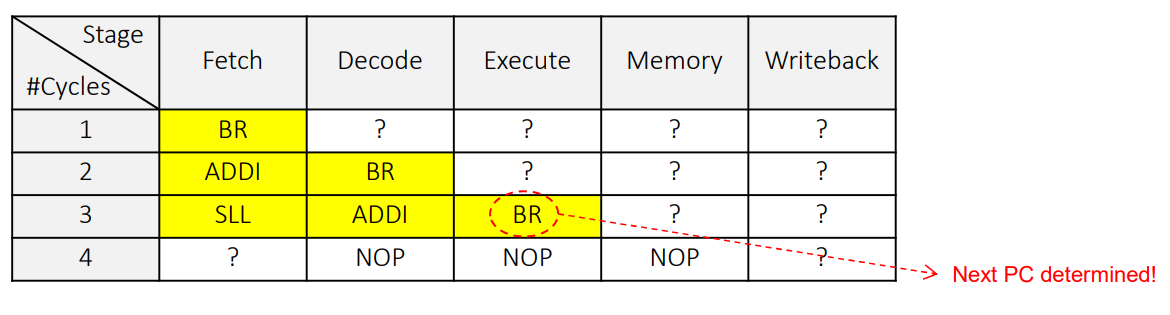 Stage
#Cycles
Fetch Decode Execute Memory Writeback
1 BR ? ? ? ?
2 ADDI BR ? ? ?
3 SLL ADDI BR ? ?
4 ? NOP NOP NOP ?
Next PC determined!